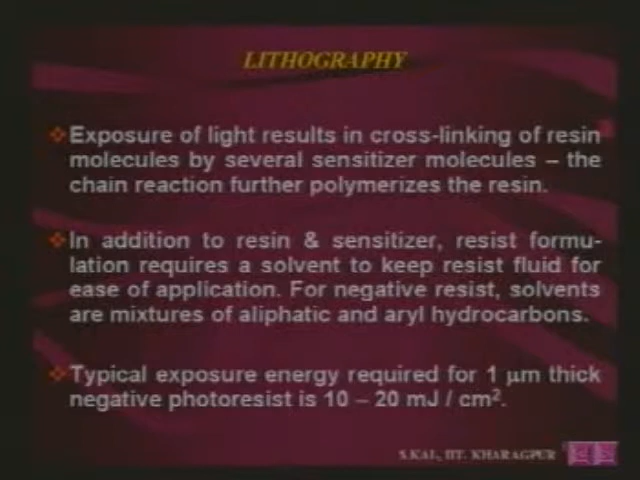 LITHOGRAPHY
❖Exposure of light results in cross-linking of resin
molecules by several sensitizer molecules – the
chain reaction further polymerizes the resin.
❖In addition to resin & sensitizer, resist formu-
lation requires a solvent to keep resist fluid for
ease of application. For negative resist, solvents
are mixtures of aliphatic and aryl hydrocarbons.
❖Typical exposure energy required for 1 μm thick
negative photoresist is 10 – 20 mJ / cm².
S.KAL, IIT. KHARAGPUR